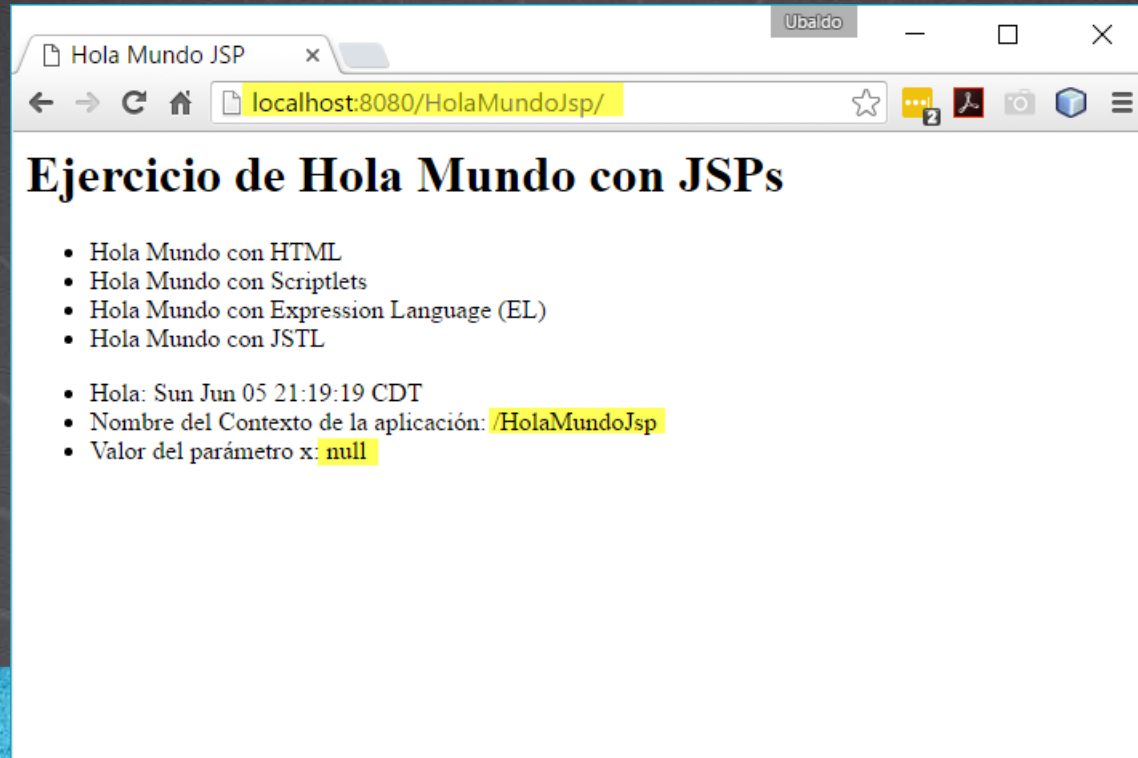 Ubaldo
Hola Mundo JSP
localhost:8080/HolaMundoJsp/
2
Ejercicio de Hola Mundo con JSPs
Hola Mundo con HTML
Hola Mundo con Scriptlets
Hola Mundo con Expression Language (EL)
Hola Mundo con JSTL
Hola: Sun Jun 05 21:19:19 CDT
Nombre del Contexto de la aplicación: /HolaMundoJsp
Valor del parámetro x: null